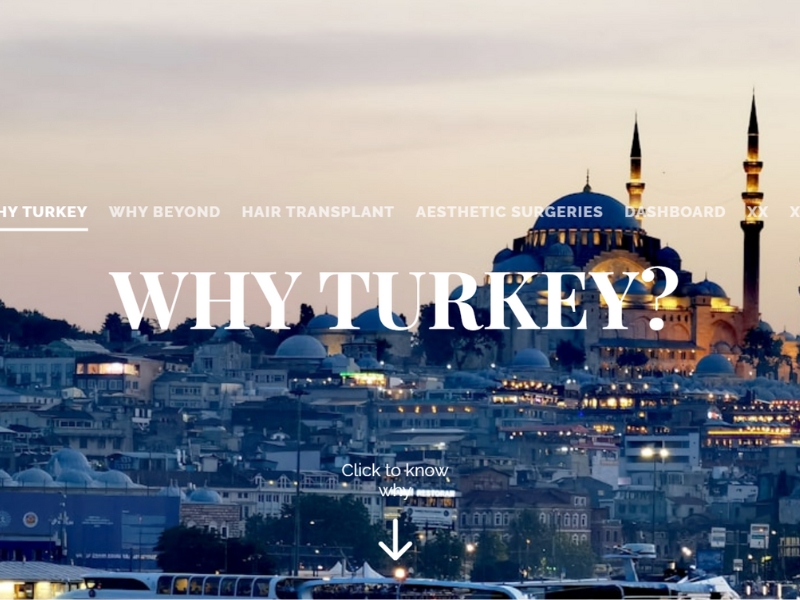 HY TURKEY WHY BEYOND HAIR TRANSPLANT AESTHETIC SURGERIES DASHBOARD XX X
WHY TURKEY?
Click to know
why!